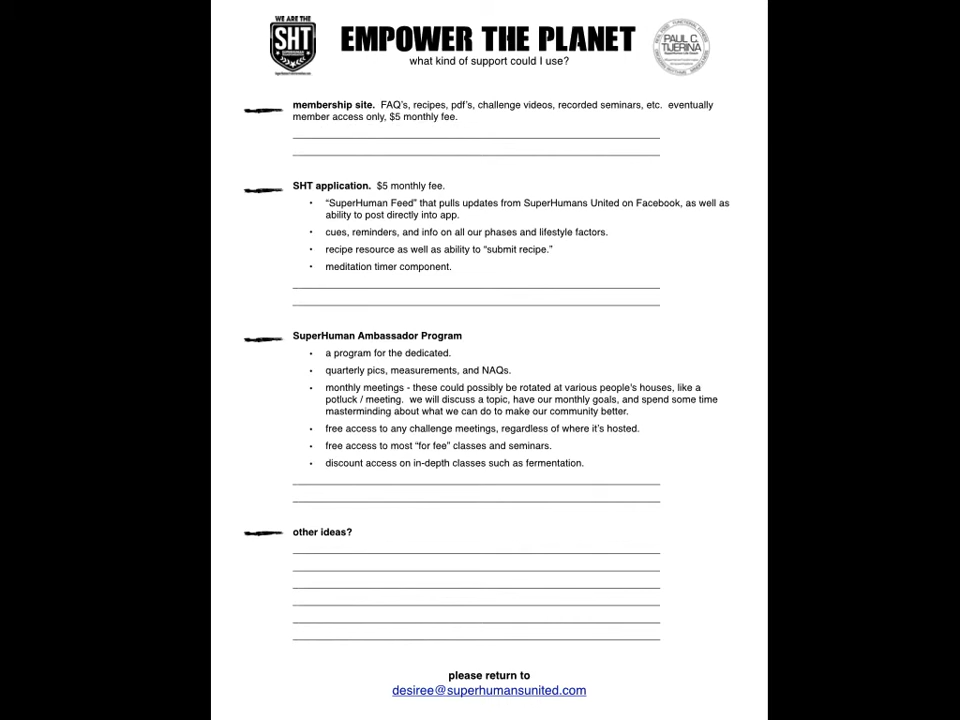 WE ARE THE
SHT
EMPOWER THE PLANET
what kind of support could I use?
PAUL C.
TIJERINA
membership site. FAQ's, recipes, pdf's, challenge videos, recorded seminars, etc. eventually
member access only, $5 monthly fee.
SHT application. $5 monthly fee.
• “SuperHuman Feed” that pulls updates from SuperHumans United on Facebook, as well as
ability to post directly into app.
• cues, reminders, and info on all our phases and lifestyle factors.
• recipe resource as well as ability to “submit recipe.”
• meditation timer component.
SuperHuman Ambassador Program
• a program for the dedicated.
• quarterly pics, measurements, and NAQs.
• monthly meetings - these could possibly be rotated at various people's houses, like a
potluck / meeting. we will discuss a topic, have our monthly goals, and spend some time
masterminding about what we can do to make our community better.
• free access to any challenge meetings, regardless of where it's hosted.
• free access to most “for fee” classes and seminars.
• discount access on in-depth classes such as fermentation.
other ideas?
please return to
desiree@superhumansunited.com